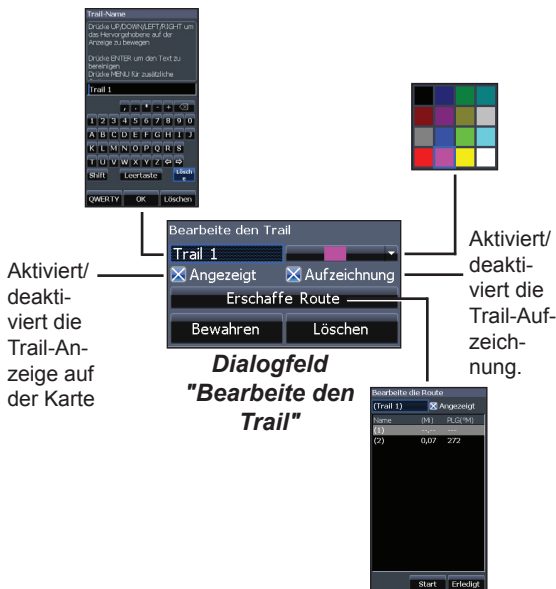 Trail-Name
Drücke UP/DOWN/LEFT/RIGHT um
das Hervorgehobene auf der
Anzeige zu bewegen
Drücke ENTER um den Text zu
bereinigen
Drücke MENU für zusätzliche
Trail 1
, . * - + ⌫
1 2 3 4 5 6 7 8 9 0
A B C D E F G H I J
K L M N O P Q R S
T U V W X Y Z ⇦ ⇨
Shift Leertaste Lösch
e
QWERTY OK Löschen
Bearbeite den Trail
Trail 1
Angezeigt Aufzeichnung
Erschaffe Route
Bewahren Löschen
Aktiviert/
deakti-
viert die
Trail-An-
zeige auf
der Karte
Aktiviert/
deakti-
viert die
Trail-Auf-
zeich-
nung.
Dialogfeld
"Bearbeite den
Trail"
Bearbeite die Route
(Trail 1) Angezeigt
Name (Mi) PLG(°M)
(1) --,-- ---
(2) 0,07 272
Start Erledigt